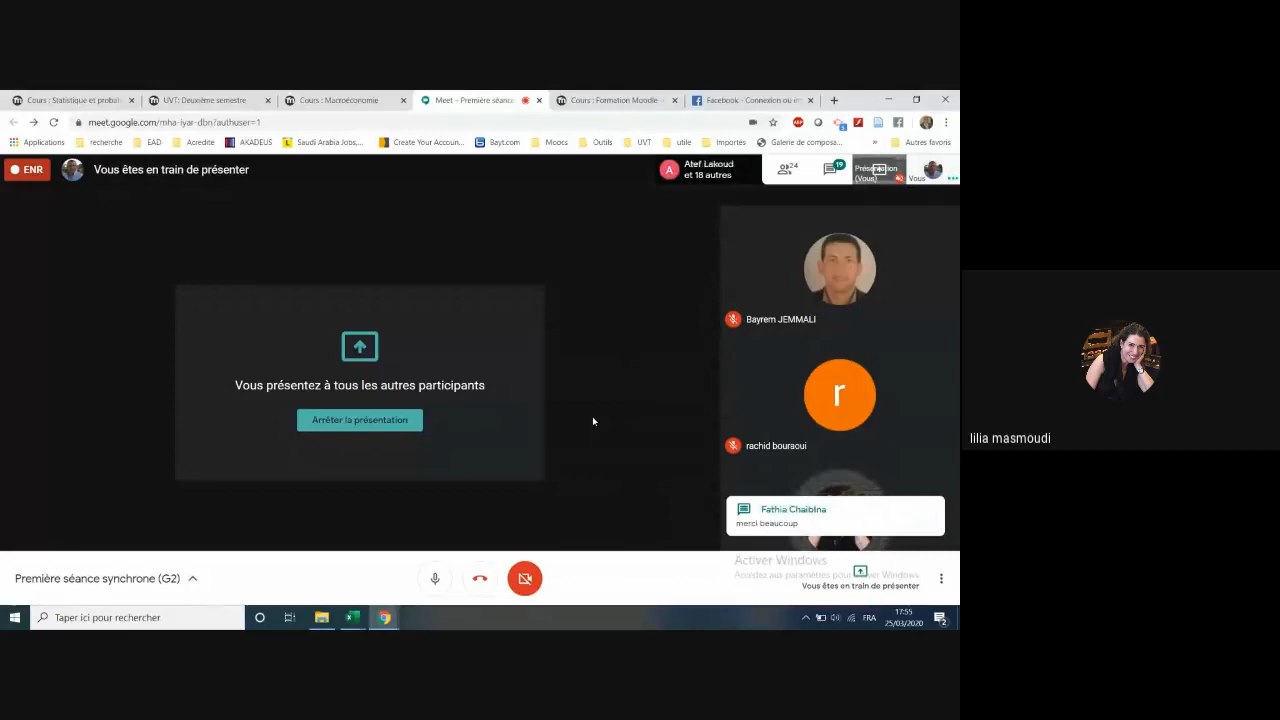 Cours : Statistique et probab
UVT: Deuxième semestre
Cours : Macroéconomie
Meet – Première séance
Cours : Formation Moodle –
Facebook - Connexion ou in
meet.google.com/mha-iyar-dbn?authuser=1
Applications
recherche
EAD
Acredite
AKADEUS
Saudi Arabia Jobs,...
Create Your Accoun...
Bayt.com
Moocs
Outils
UVT
utile
Importés
Galerie de composa...
»
Autres favoris
ENR
Vous êtes en train de présenter
Atef Lakoud
et 18 autres
24
19
Présentation
(Vous)
Vous
Bayrem JEMMALI
Vous présentez à tous les autres participants
r
Arrêter la présentation
lilia masmoudi
rachid bouraoui
Fathia Chaibina
merci beaucoup
Activer Windows
Accédez aux paramètres pour activer Windows
Première séance synchrone (G2)
Vous êtes en train de présenter
Taper ici pour rechercher
FRA
17:55
25/03/2020
2